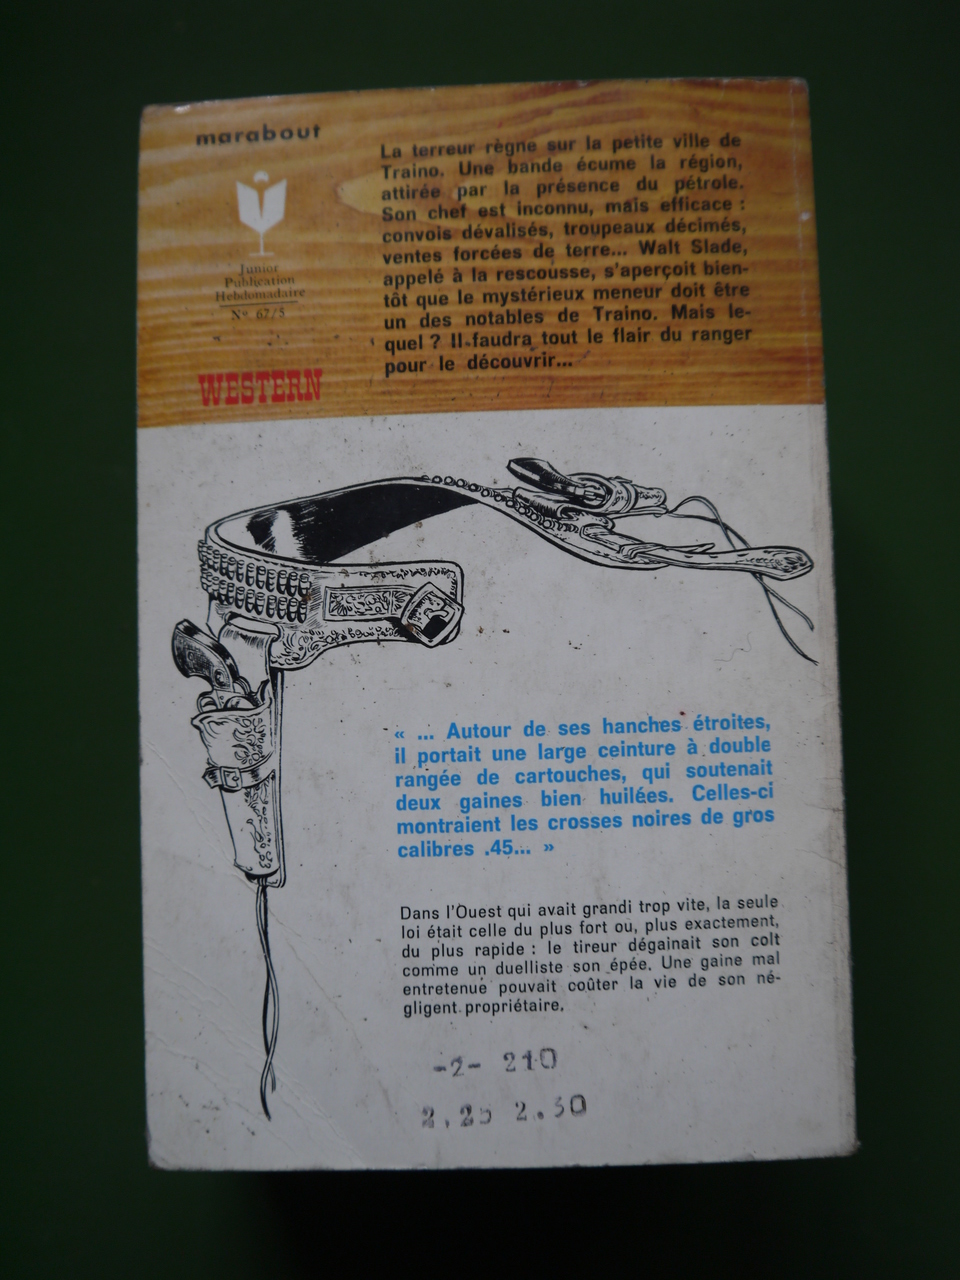 marabout
Junior
Publication
Hebdomadaire
N° 67/5
WESTERN
La terreur règne sur la petite ville de
Traino. Une bande écume la région,
attirée par la présence du pétrole.
Son chef est inconnu, mais efficace :
convois dévalisés, troupeaux décimés,
ventes forcées de terre... Walt Slade,
appelé à la rescousse, s'aperçoit bien-
tôt que le mystérieux meneur doit être
un des notables de Traino. Mais le-
quel ? Il faudra tout le flair du ranger
pour le découvrir...
« ... Autour de ses hanches étroites,
il portait une large ceinture à double
rangée de cartouches, qui soutenait
deux gaines bien huilées. Celles-ci
montraient les crosses noires de gros
calibres .45... »
Dans l'Ouest qui avait grandi trop vite, la seule
loi était celle du plus fort ou, plus exactement,
du plus rapide : le tireur dégainait son colt
comme un duelliste son épée. Une gaine mal
entretenue pouvait coûter la vie de son né-
gligent propriétaire.
-2- 210
2.25 2.50